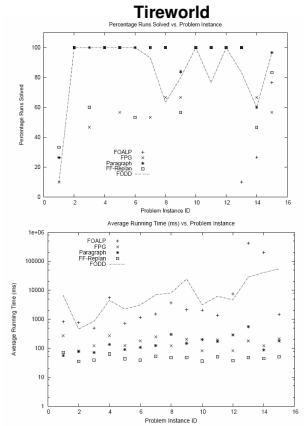 Tireworld
Percentage Runs Solved vs. Problem Instance
Percentage Runs Solved
100
80
60
40
20
0
FOALP
FPG
Paragraph
FF-Replan
FODD
0 2 4 6 8 10 12 14 16
Problem Instance ID
Average Running Time (ms) vs. Problem Instance
Average Running Time (ms)
1e+06
100000
10000
1000
100
10
1
FOALP
FPG
Paragraph
FF-Replan
FODD
0 2 4 6 8 10 12 14 16
Problem Instance ID